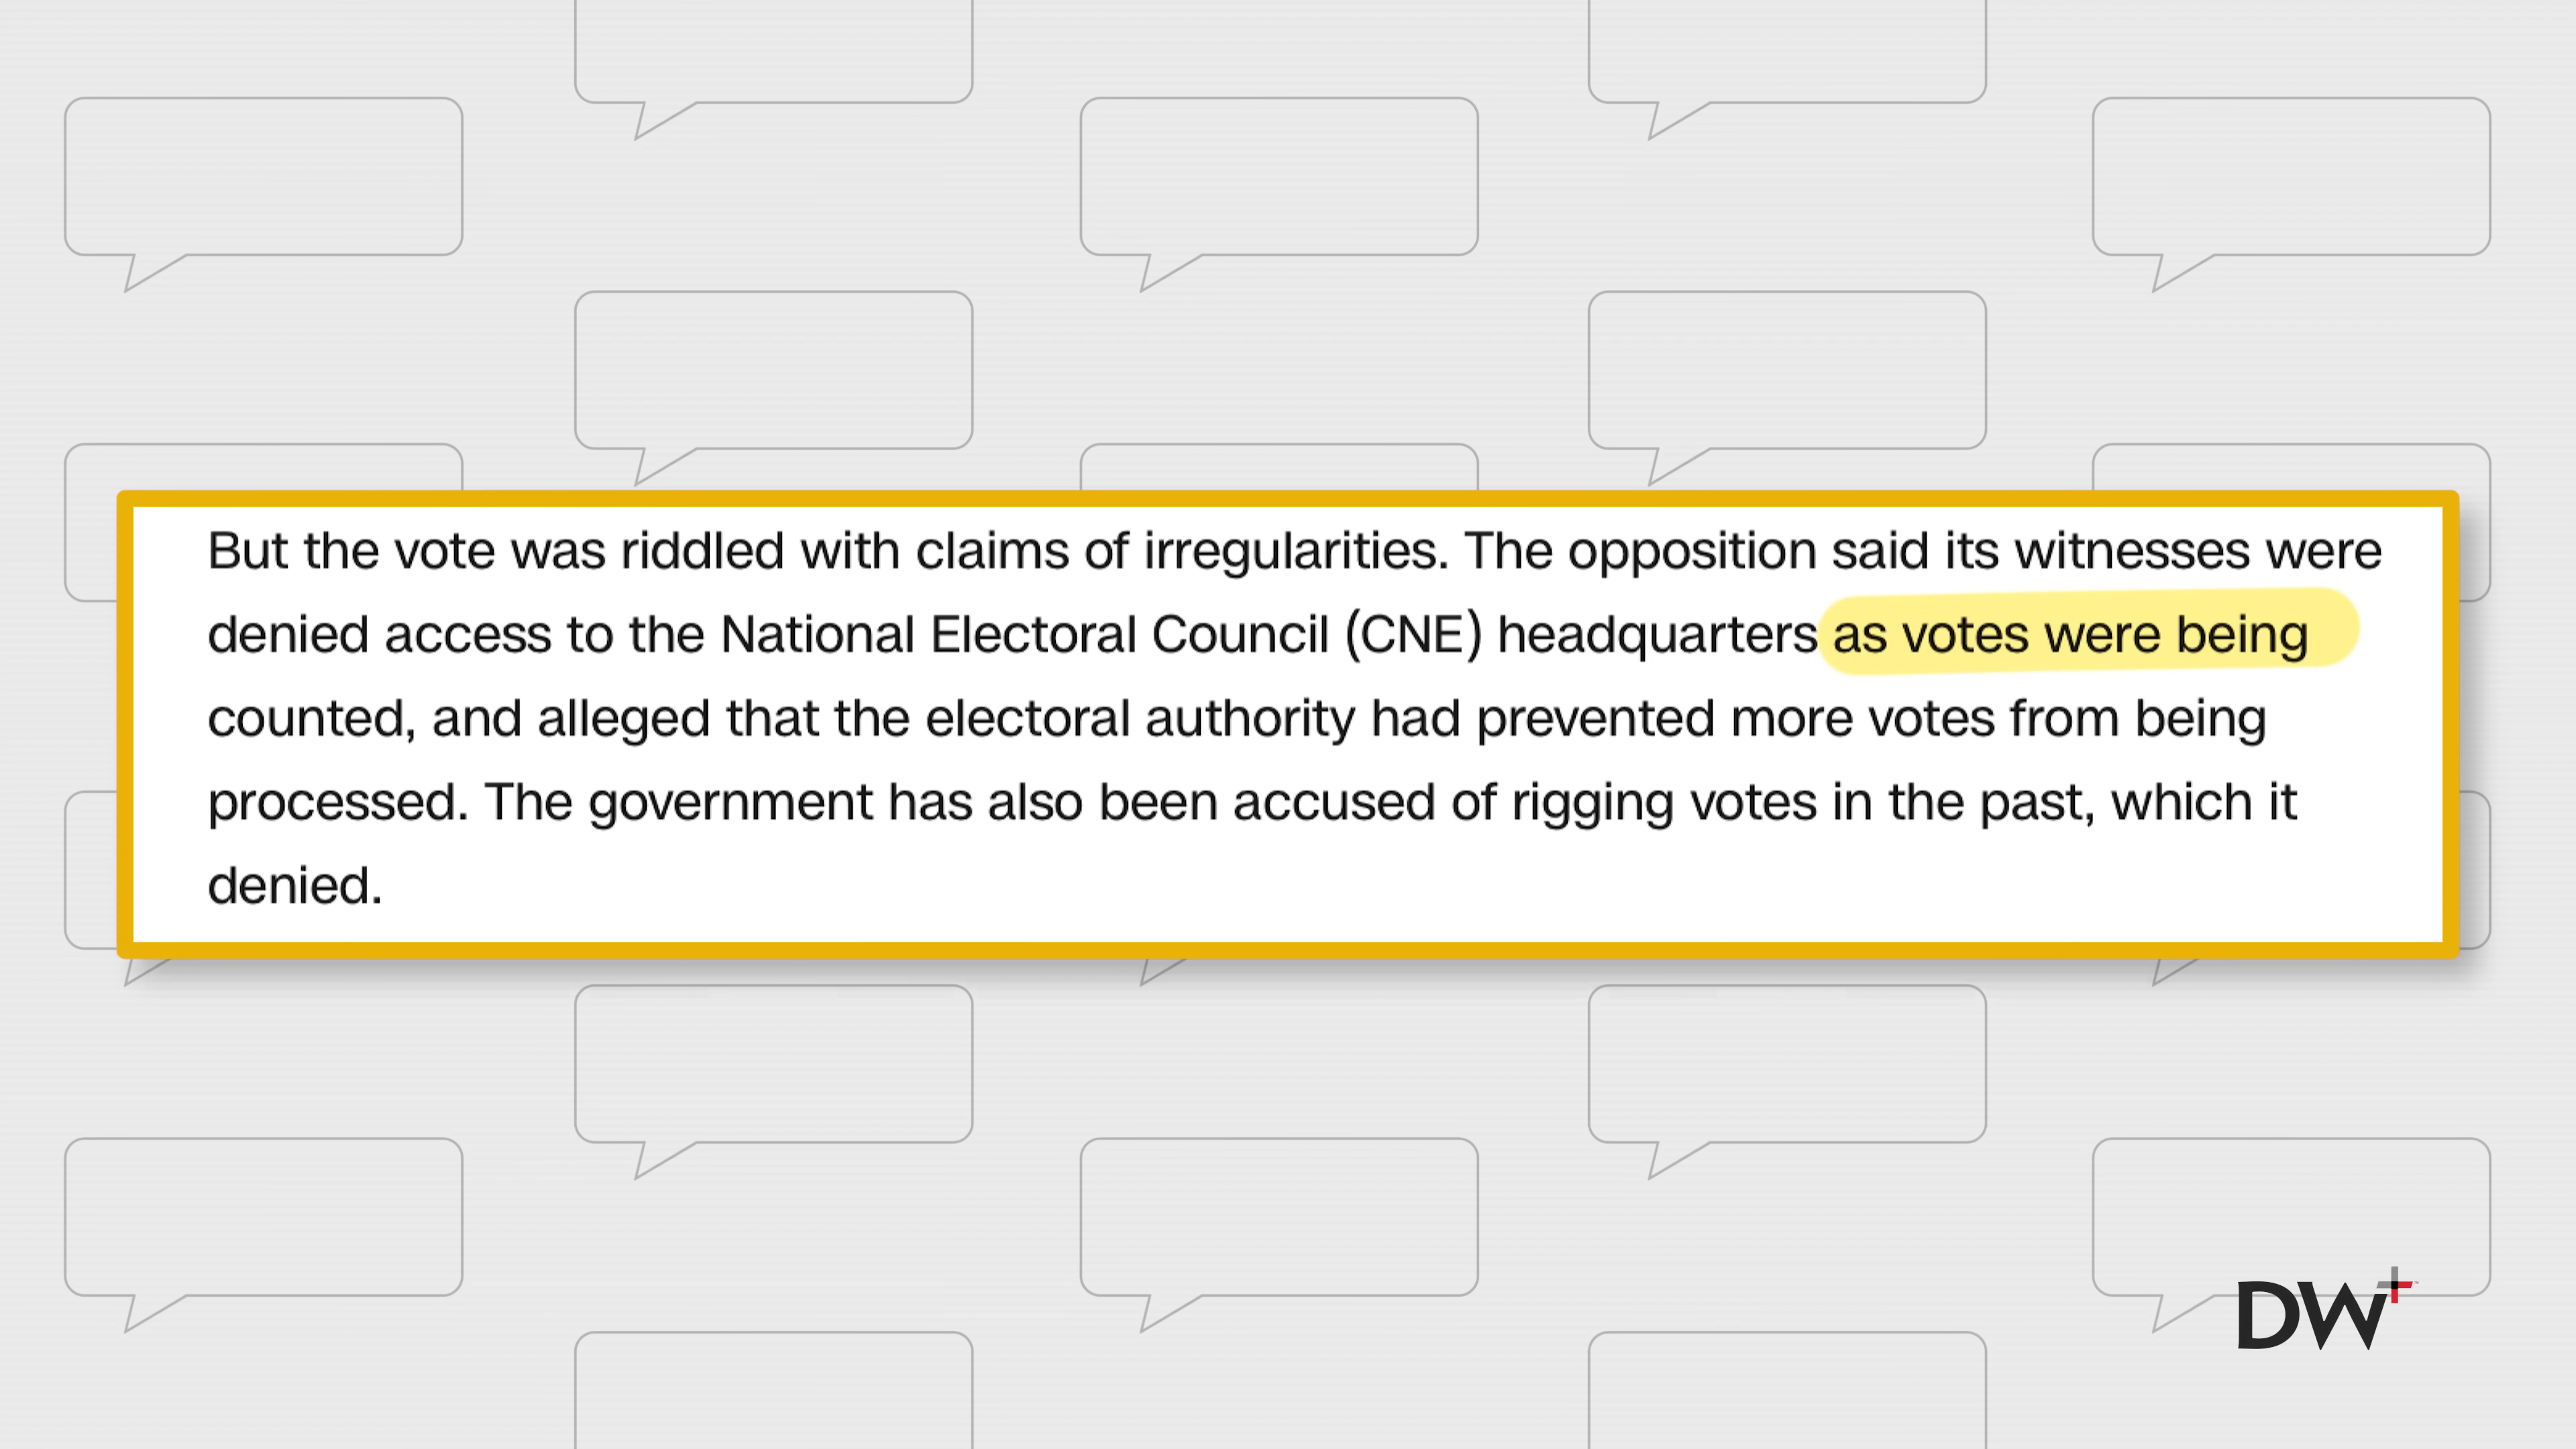 But the vote was riddled with claims of irregularities. The opposition said its witnesses were
denied access to the National Electoral Council (CNE) headquarters as votes were being
counted, and alleged that the electoral authority had prevented more votes from being
processed. The government has also been accused of rigging votes in the past, which it
denied.
DW+